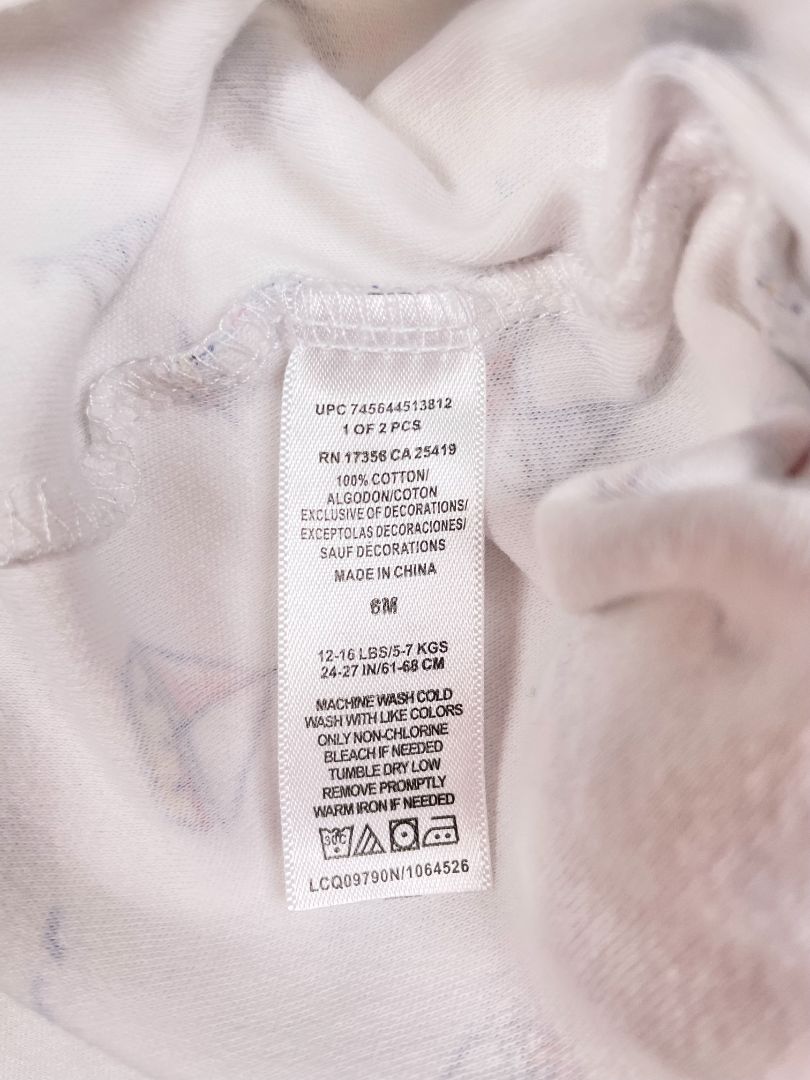 UPC 745644513812
1 OF 2 PCS
RN 17356 CA 25419
100% COTTON/
ALGODON/COTON
EXCLUSIVE OF DECORATIONS/
EXCEPTOLAS DECORACIONES/
SAUF DÉCORATIONS
MADE IN CHINA
6M
12-16 LBS/5-7 KGS
24-27 IN/61-68 CM
MACHINE WASH COLD
WASH WITH LIKE COLORS
ONLY NON-CHLORINE
BLEACH IF NEEDED
TUMBLE DRY LOW
REMOVE PROMPTLY
WARM IRON IF NEEDED
30C
LCQ09790N/1064526